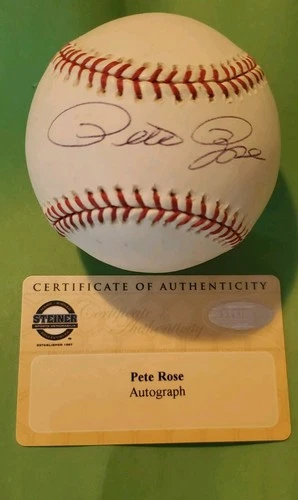 Pete Rose
CERTIFICATE OF AUTHENTICITY
STEINER
Pete Rose
Autograph